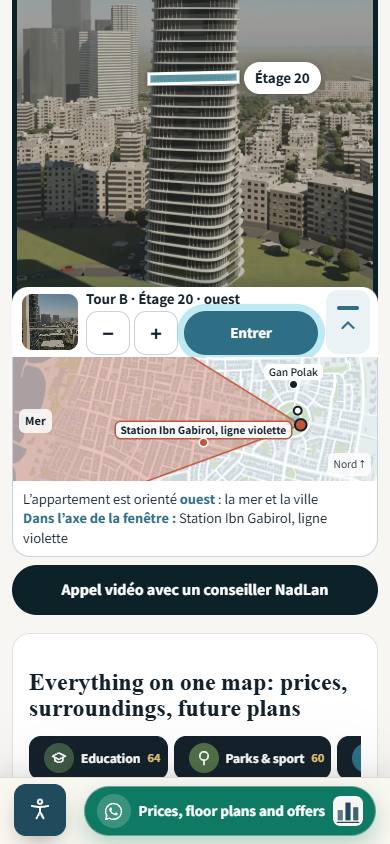 Étage 20
Tour B · Étage 20 · ouest
−
+
Entrer
Gan Polak
Mer
Station Ibn Gabirol, ligne violette
Nord ↑
L’appartement est orienté ouest : la mer et la ville
Dans l’axe de la fenêtre : Station Ibn Gabirol, ligne
violette
Appel vidéo avec un conseiller NadLan
Everything on one map: prices,
surroundings, future plans
Education 64
Parks & sport 60
Prices, floor plans and offers